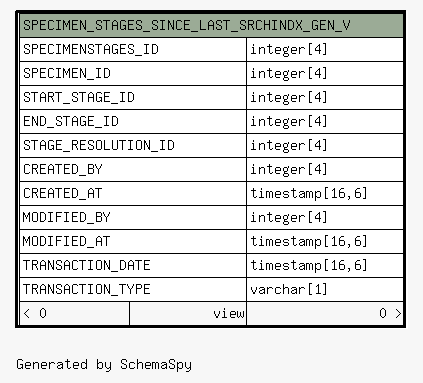 SPECIMEN_STAGES_SINCE_LAST_SRCHINDX_GEN_V
SPECIMENSTAGES_ID integer[4]
SPECIMEN_ID integer[4]
START_STAGE_ID integer[4]
END_STAGE_ID integer[4]
STAGE_RESOLUTION_ID integer[4]
CREATED_BY integer[4]
CREATED_AT timestamp[16,6]
MODIFIED_BY integer[4]
MODIFIED_AT timestamp[16,6]
TRANSACTION_DATE timestamp[16,6]
TRANSACTION_TYPE varchar[1]
< 0 view 0 >
Generated by SchemaSpy